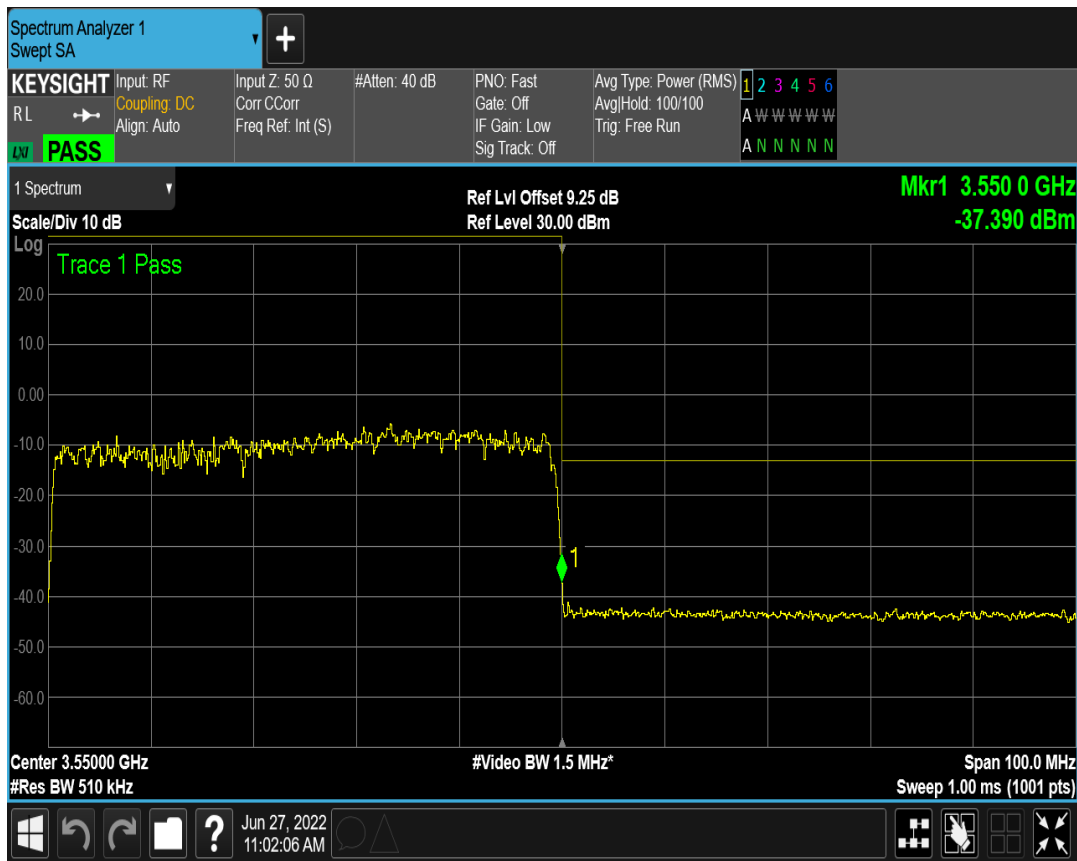 Spectrum Analyzer 1
Swept SA
+
KEYSIGHT
RL
LXI PASS
Input: RF
Coupling: DC
Align: Auto
Input Z: 50 Ω
Corr CCorr
Freq Ref: Int (S)
#Atten: 40 dB
PNO: Fast
Gate: Off
IF Gain: Low
Sig Track: Off
Avg Type: Power (RMS)
Avg|Hold: 100/100
Trig: Free Run
1 2 3 4 5 6
A W W W W W
A N N N N N
1 Spectrum
Scale/Div 10 dB
Ref Lvl Offset 9.25 dB
Ref Level 30.00 dBm
Mkr1 3.550 0 GHz
-37.390 dBm
Log
Trace 1 Pass
20.0
10.0
0.00
-10.0
-20.0
-30.0
1
-40.0
-50.0
-60.0
Center 3.55000 GHz
#Res BW 510 kHz
#Video BW 1.5 MHz*
Span 100.0 MHz
Sweep 1.00 ms (1001 pts)
?
Jun 27, 2022
11:02:06 AM